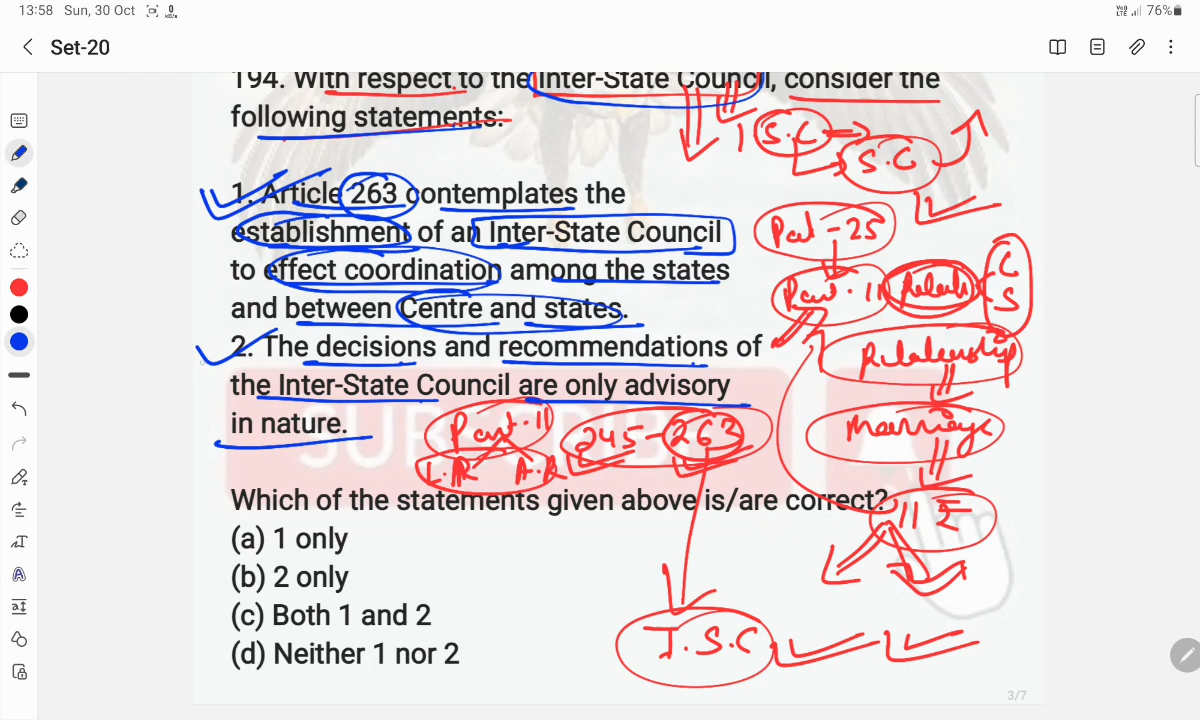 13:58 Sun, 30 Oct 76%
Set-20
194. With respect to the Inter-State Council, consider the
following statements:
S.C
S.C
1. Article 263 contemplates the
establishment of an Inter-State Council
Part-25
to effect coordination among the states
Part-11 C
S
and between Centre and states.
2. The decisions and recommendations of
Relationship
the Inter-State Council are only advisory
in nature.
Part-11 245-263 Marriage
L.R A.R
SUBSCRIBE
Which of the statements given above is/are correct?
11
(a) 1 only
(b) 2 only
(c) Both 1 and 2
I.S.C
(d) Neither 1 nor 2
3/7